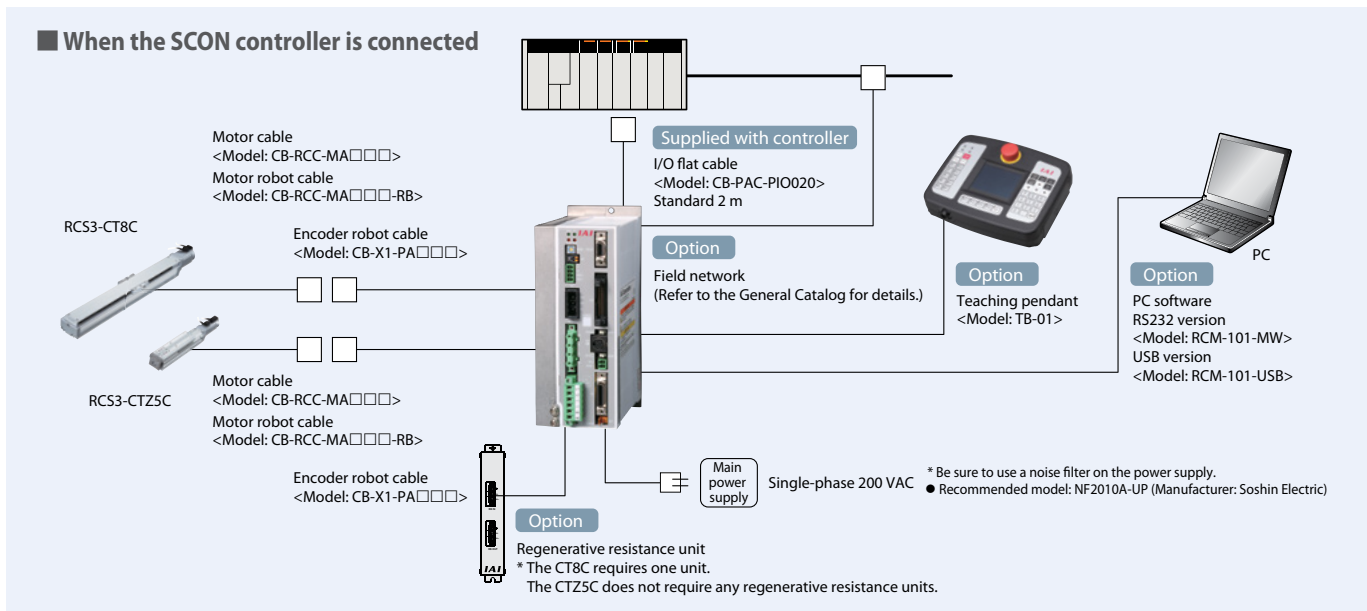 ■ When the SCON controller is connected
Motor cable
<Model: CB-RCC-MA□□□>
Motor robot cable
<Model: CB-RCC-MA□□□-RB>
Supplied with controller
I/O flat cable
<Model: CB-PAC-PIO020>
Standard 2 m
RCS3-CT8C
Encoder robot cable
<Model: CB-X1-PA□□□>
IAI
Option
Field network
(Refer to the General Catalog for details.)
IAI
Option
Teaching pendant
<Model: TB-01>
PC
Option
PC software
RS232 version
<Model: RCM-101-MW>
USB version
<Model: RCM-101-USB>
RCS3-CTZ5C
Motor cable
<Model: CB-RCC-MA□□□>
Motor robot cable
<Model: CB-RCC-MA□□□-RB>
Encoder robot cable
<Model: CB-X1-PA□□□>
Main
power
supply
Single-phase 200 VAC
* Be sure to use a noise filter on the power supply.
● Recommended model: NF2010A-UP (Manufacturer: Soshin Electric)
IAI
Option
Regenerative resistance unit
* The CT8C requires one unit.
The CTZ5C does not require any regenerative resistance units.